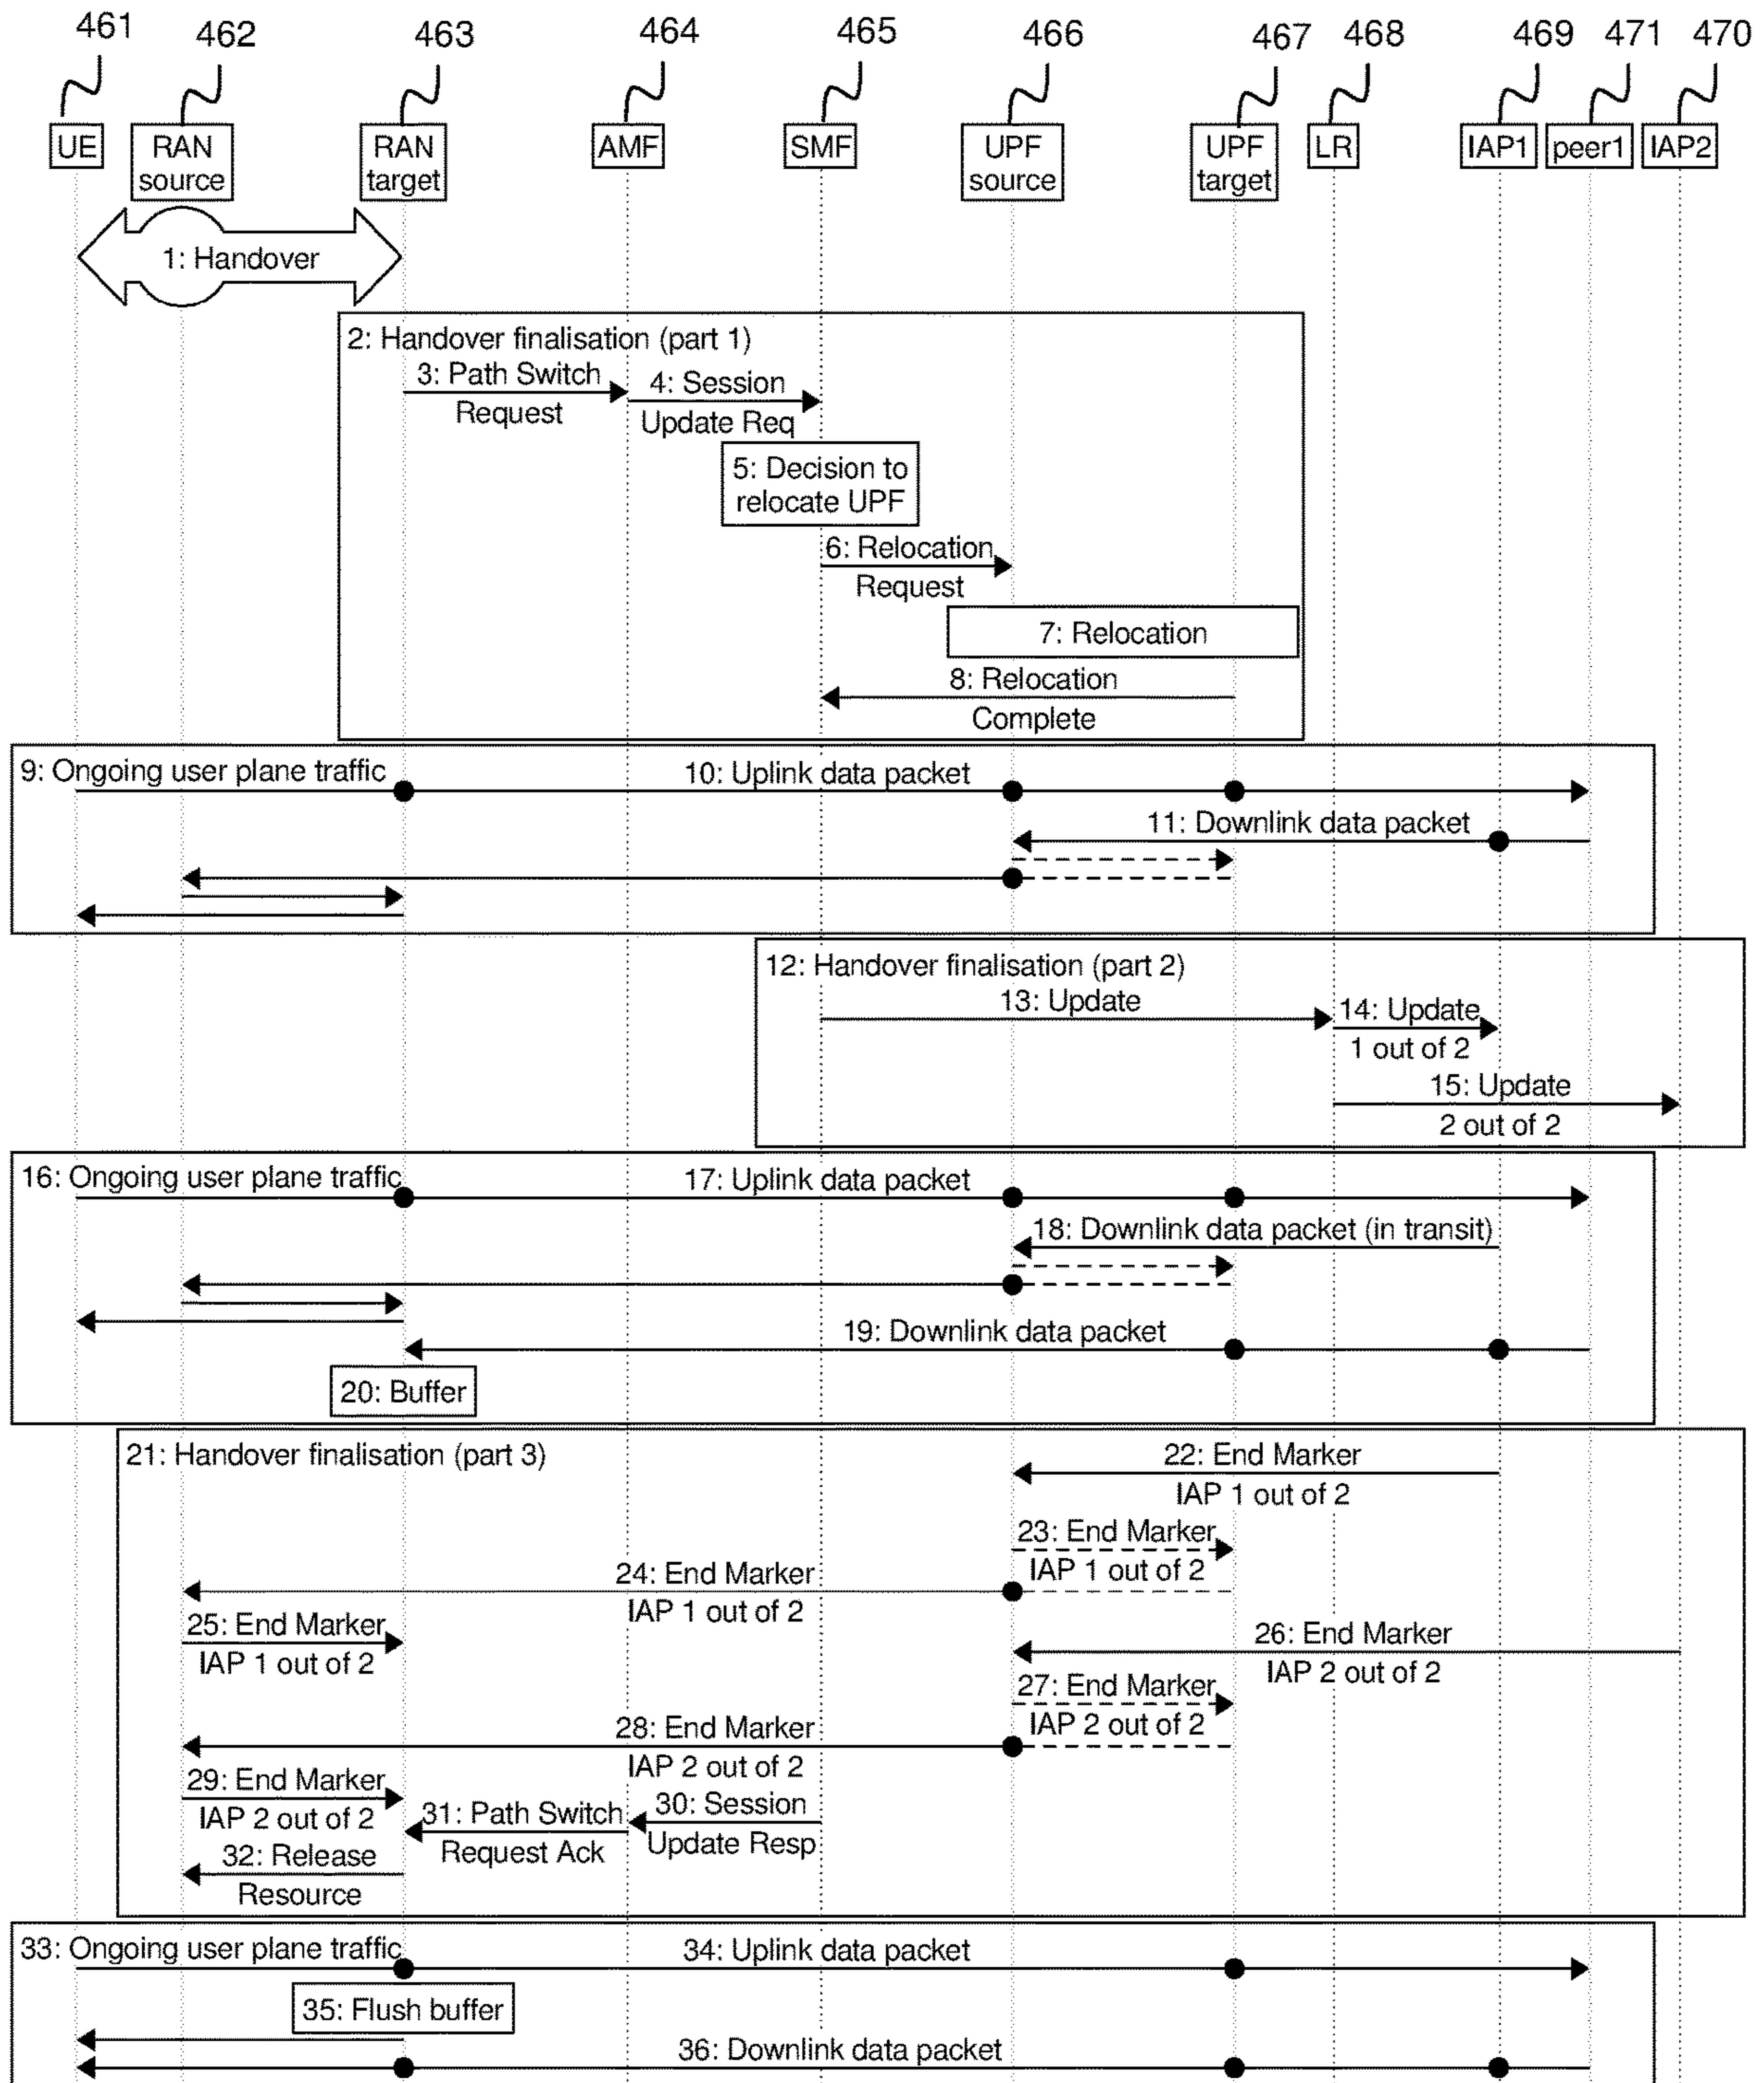 461 462 463 464 465 466 467 468 469 471 470
UE RAN RAN AMF SMF UPF UPF LR IAP1 peer1 IAP2
source target source target
1: Handover
2: Handover finalisation (part 1)
3: Path Switch
Request
4: Session
Update Req
5: Decision to
relocate UPF
6: Relocation
Request
7: Relocation
8: Relocation
Complete
9: Ongoing user plane traffic
10: Uplink data packet
11: Downlink data packet
12: Handover finalisation (part 2)
13: Update
14: Update
1 out of 2
15: Update
2 out of 2
16: Ongoing user plane traffic
17: Uplink data packet
18: Downlink data packet (in transit)
19: Downlink data packet
20: Buffer
21: Handover finalisation (part 3)
22: End Marker
IAP 1 out of 2
23: End Marker
IAP 1 out of 2
24: End Marker
IAP 1 out of 2
25: End Marker
IAP 1 out of 2
26: End Marker
IAP 2 out of 2
27: End Marker
IAP 2 out of 2
28: End Marker
IAP 2 out of 2
29: End Marker
IAP 2 out of 2
30: Session
Update Resp
31: Path Switch
Request Ack
32: Release
Resource
33: Ongoing user plane traffic
34: Uplink data packet
35: Flush buffer
36: Downlink data packet